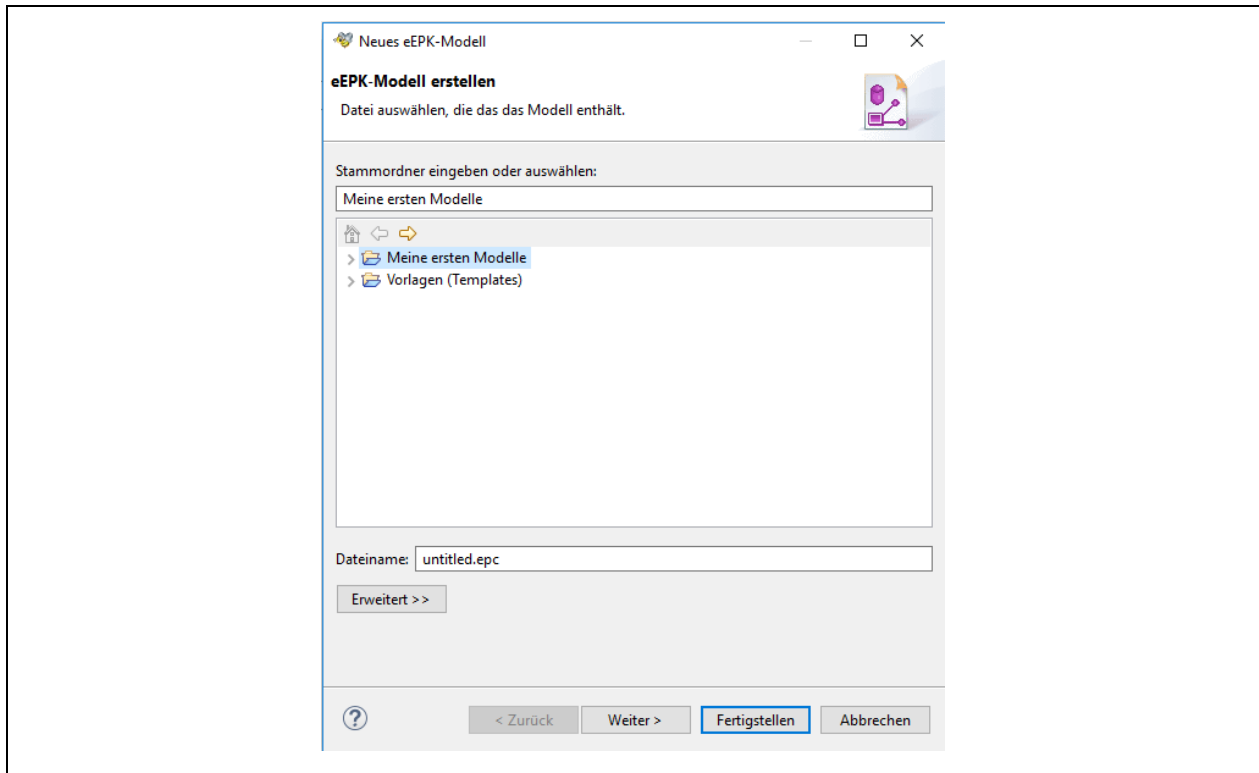 Neues eEPK-Modell
eEPK-Modell erstellen
Datei auswählen, die das das Modell enthält.
Stammordner eingeben oder auswählen:
Meine ersten Modelle
Meine ersten Modelle
Vorlagen (Templates)
Dateiname: untitled.epc
Erweitert >>
? < Zurück Weiter > Fertigstellen Abbrechen